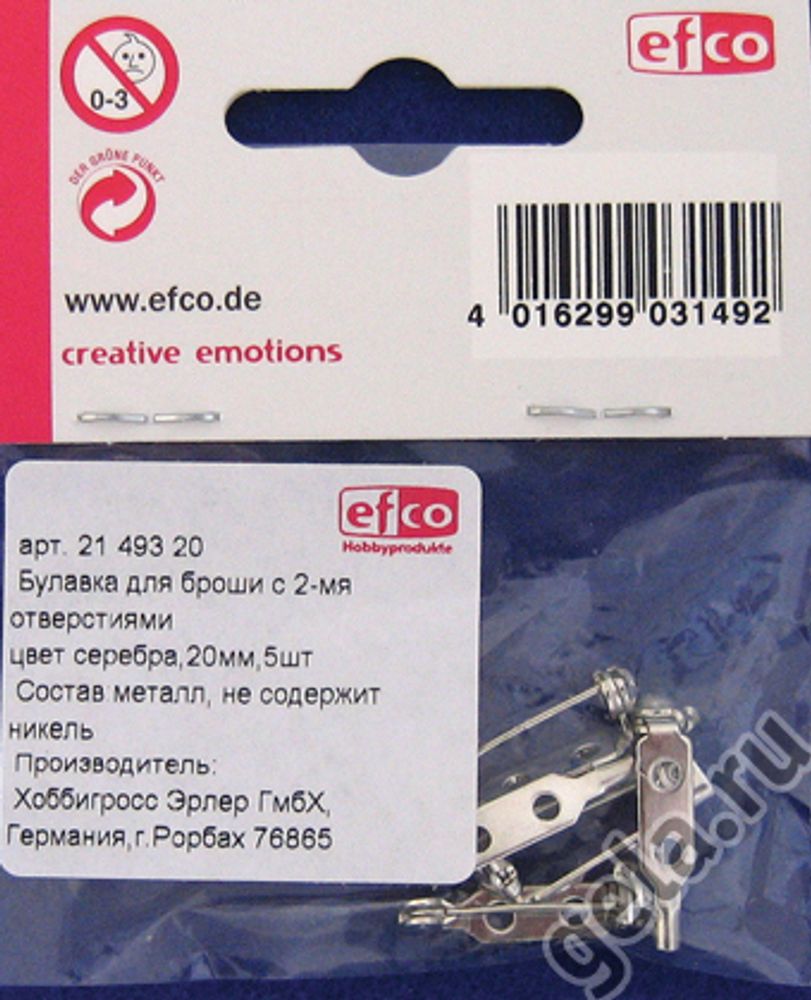 efco
0-3
DER GRÜNE PUNKT
www.efco.de
creative emotions
4 016299 031492
efco
Hobbyprodukte
арт. 21 493 20
Булавка для броши с 2-мя
отверстиями
цвет серебра,20мм,5шт
Состав:металл, не содержит
никель
Производитель:
Хоббигросс Эрлер ГмбХ,
Германия,г.Рорбах 76865
gela.ru